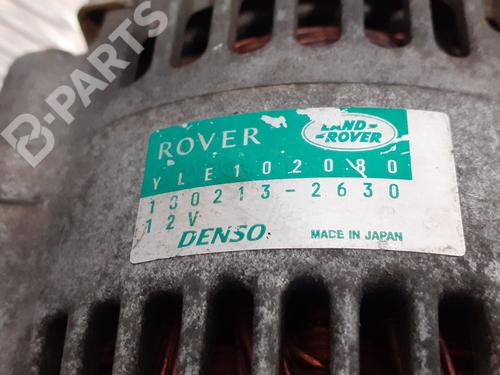 B-PARTS
ROVER LAND-ROVER
YLE102080
100213-2630
12V
DENSO MADE IN JAPAN